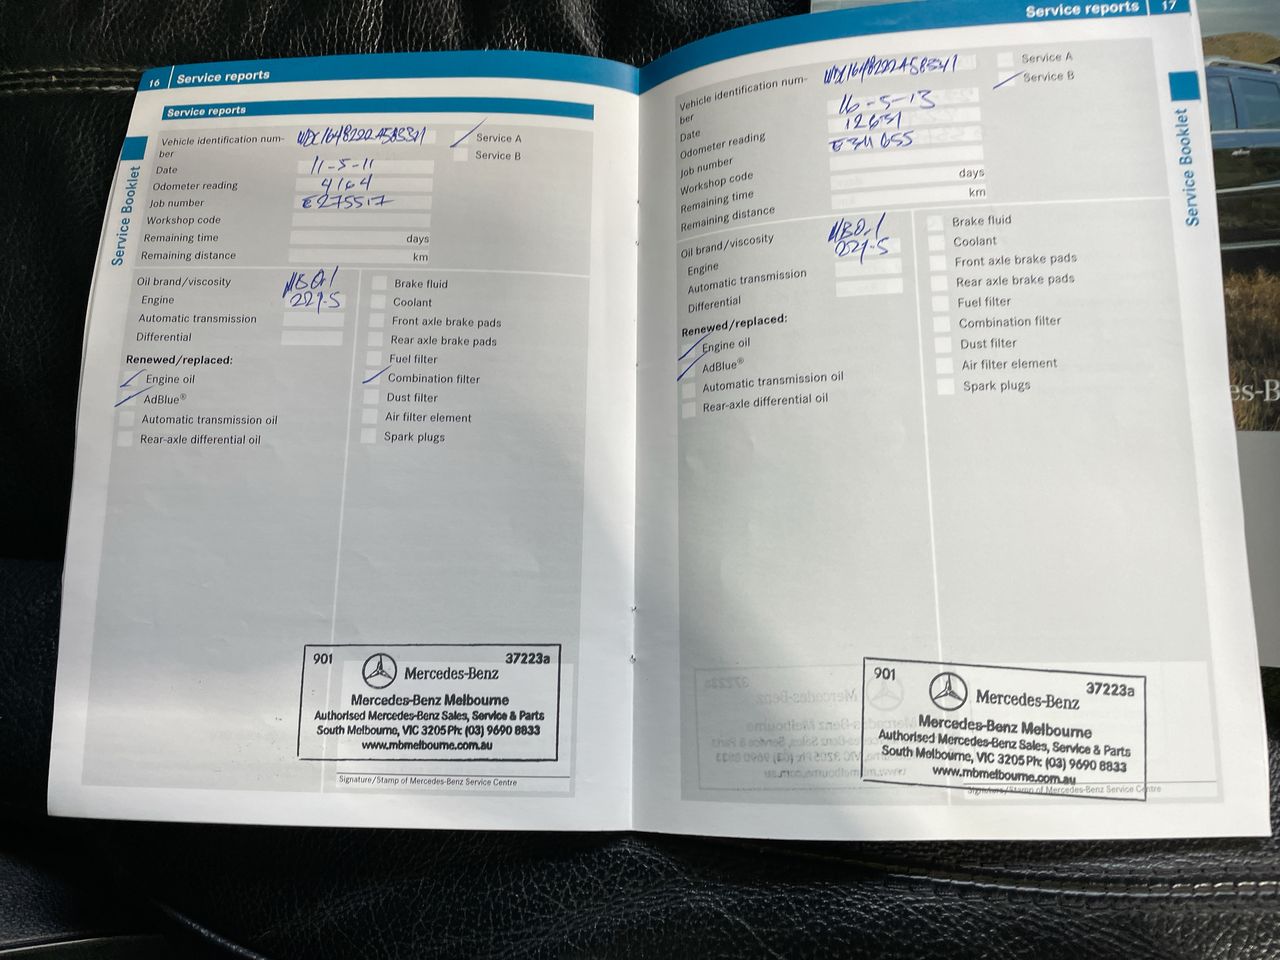 16 | Service reports
Service reports
Service Booklet
Vehicle identification num-
ber
Date 11-5-11
Odometer reading 4164
Job number E275517
Workshop code
Remaining time days
Remaining distance km
Service A
Service B
Oil brand/viscosity MB Oil
Engine 229.5
Automatic transmission
Differential
Renewed/replaced:
Engine oil
AdBlue®
Automatic transmission oil
Rear-axle differential oil
Brake fluid
Coolant
Front axle brake pads
Rear axle brake pads
Fuel filter
Combination filter
Dust filter
Air filter element
Spark plugs
901 37223a
Mercedes-Benz
Mercedes-Benz Melbourne
Authorised Mercedes-Benz Sales, Service & Parts
South Melbourne, VIC 3205 Ph: (03) 9690 8833
www.mbmelbourne.com.au
Signature/Stamp of Mercedes-Benz Service Centre
Service reports | 17
Service Booklet
Vehicle identification num-
ber
Date 16-5-13
Odometer reading 12651
Job number E311655
Workshop code
Remaining time days
Remaining distance km
Service A
Service B
Oil brand/viscosity MB Oil
Engine 229.5
Automatic transmission
Differential
Renewed/replaced:
Engine oil
AdBlue®
Automatic transmission oil
Rear-axle differential oil
Brake fluid
Coolant
Front axle brake pads
Rear axle brake pads
Fuel filter
Combination filter
Dust filter
Air filter element
Spark plugs
901 37223a
Mercedes-Benz
Mercedes-Benz Melbourne
Authorised Mercedes-Benz Sales, Service & Parts
South Melbourne, VIC 3205 Ph: (03) 9690 8833
www.mbmelbourne.com.au
Signature/Stamp of Mercedes-Benz Service Centre